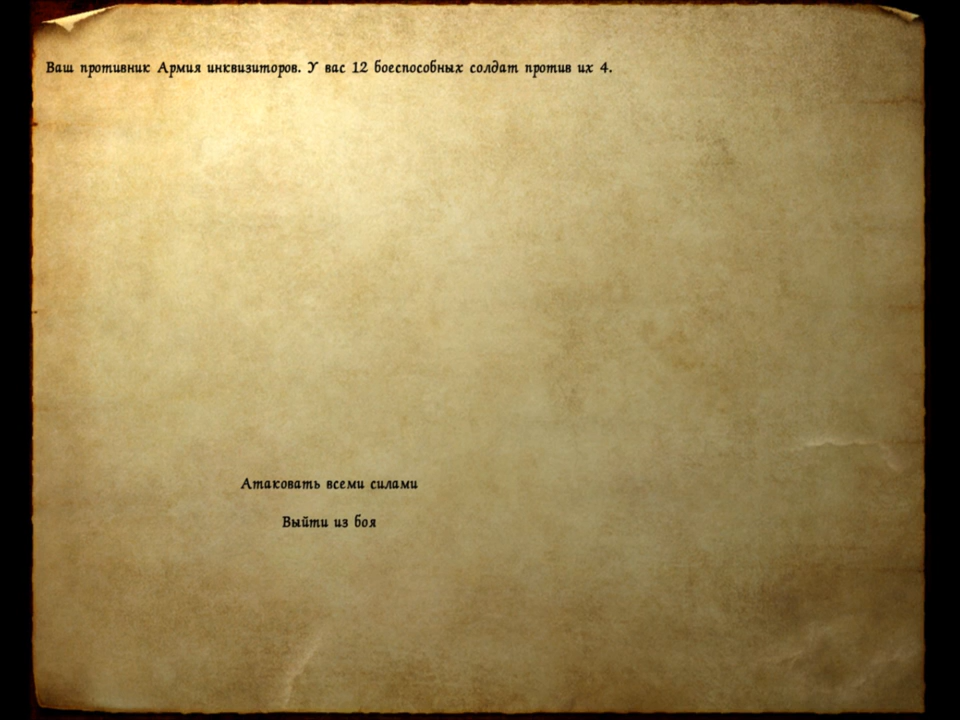 Ваш противник Армия инквизиторов. У вас 12 боеспособных солдат против их 4.
Атаковать всеми силами
Выйти из боя